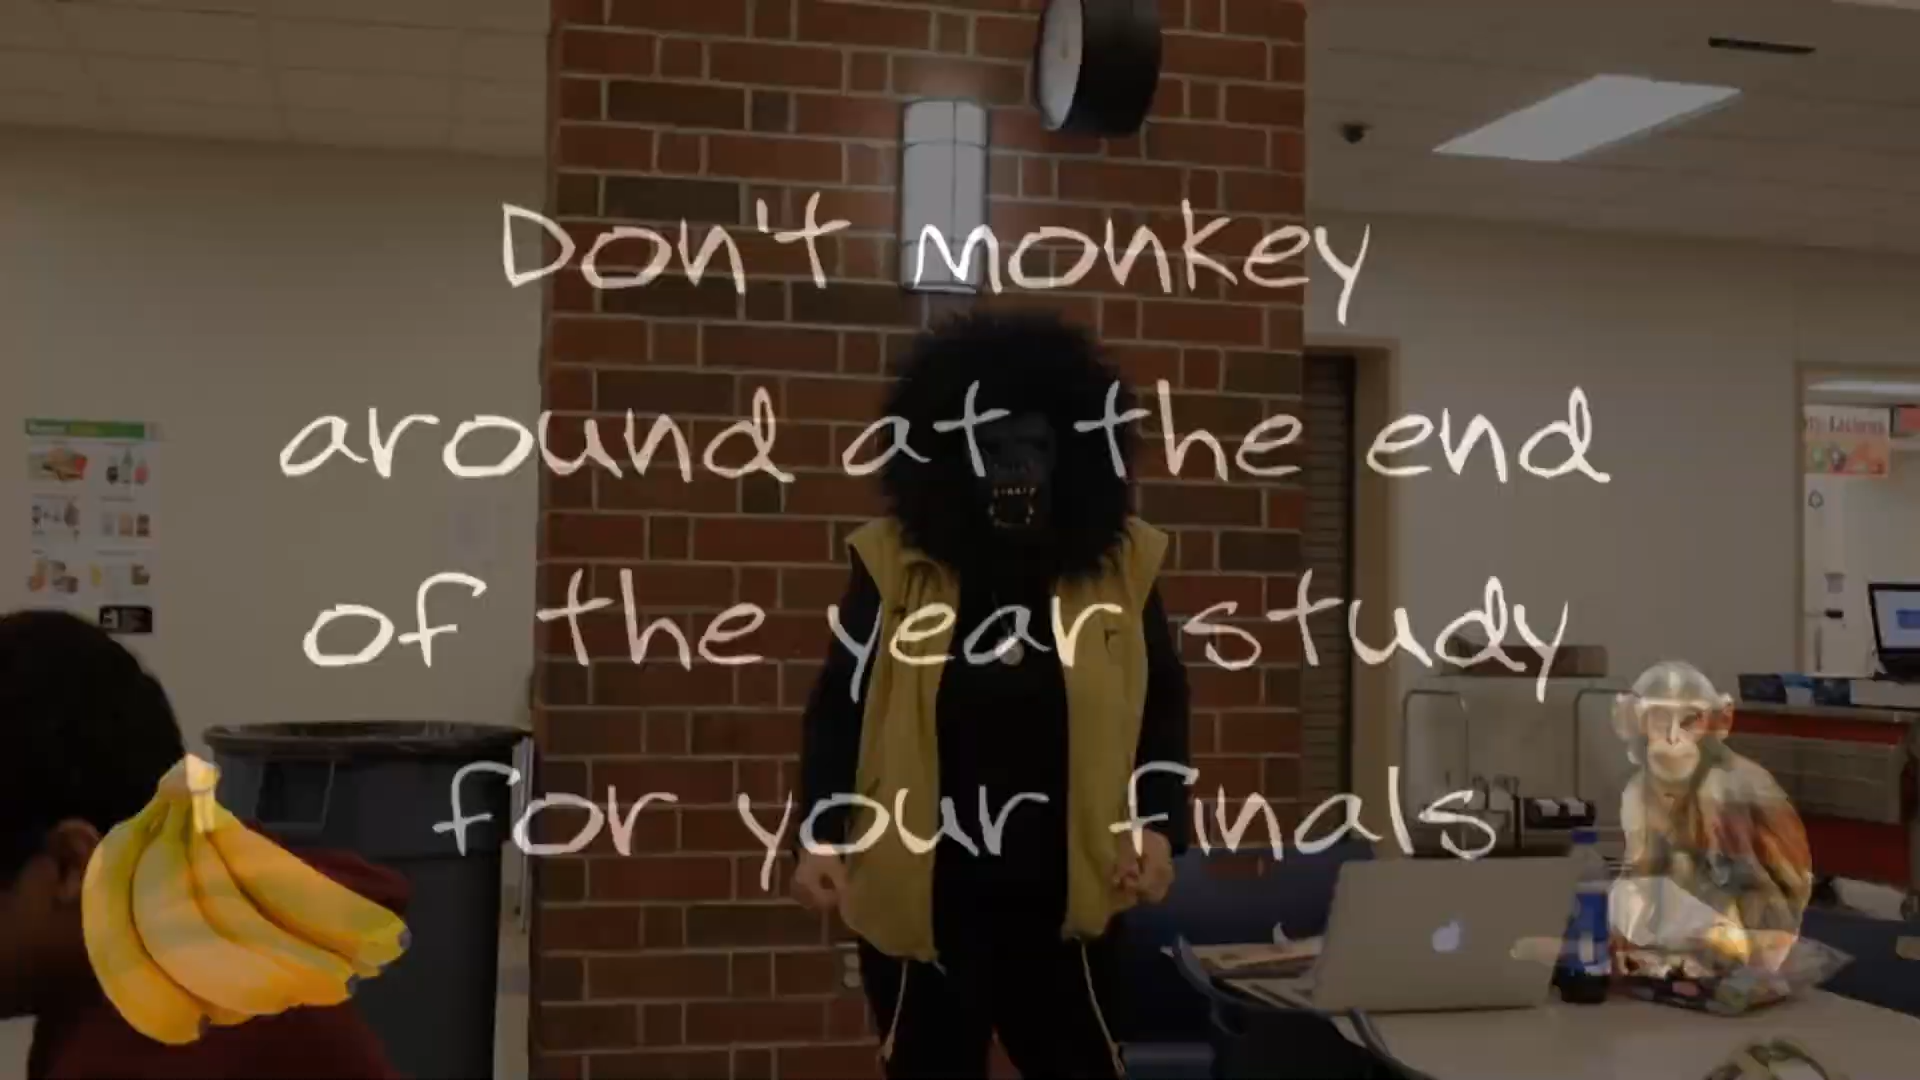 Don't monkey
around at the end
of the year study
for your finals